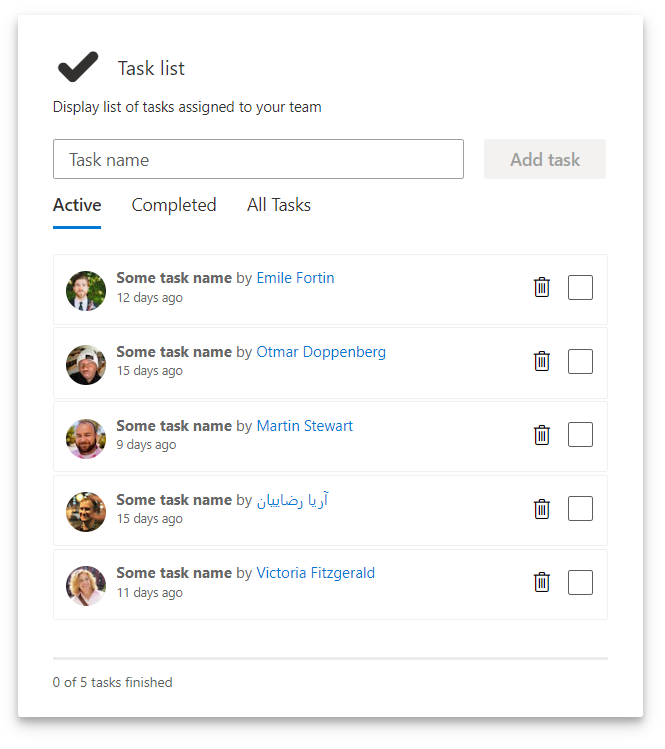 Task list
Display list of tasks assigned to your team
Task name
Add task
Active Completed All Tasks
Some task name by Emile Fortin
12 days ago
Some task name by Otmar Doppenberg
15 days ago
Some task name by Martin Stewart
9 days ago
Some task name by آریا رضاییان
15 days ago
Some task name by Victoria Fitzgerald
11 days ago
0 of 5 tasks finished